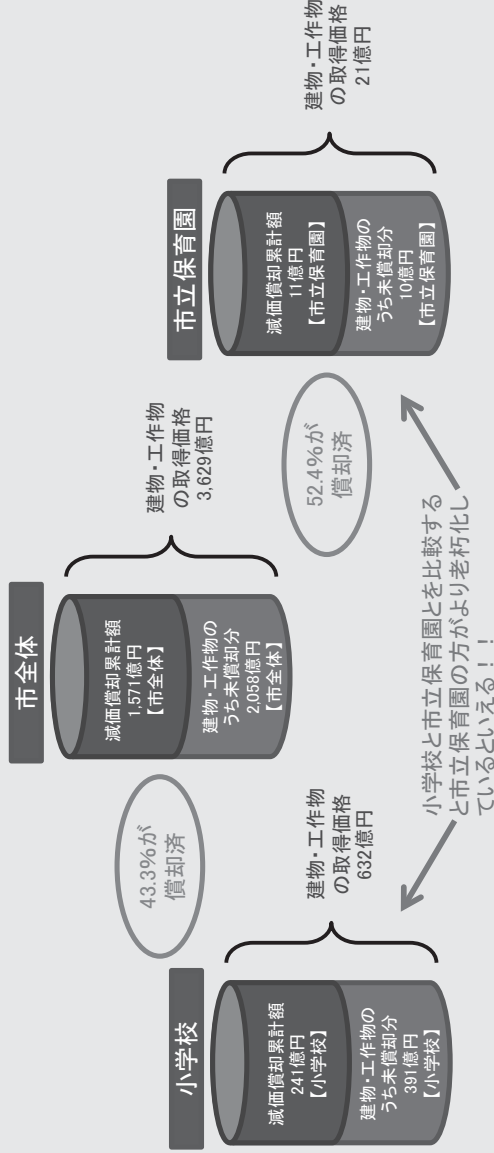 市全体
減価償却累計額
1,571億円
【市全体】
建物・工作物の
うち未償却分
2,058億円
【市全体】
建物・工作物
の取得価格
3,629億円
43.3%が
償却済
小学校
減価償却累計額
241億円
【小学校】
建物・工作物の
うち未償却分
391億円
【小学校】
建物・工作物
の取得価格
632億円
52.4%が
償却済
市立保育園
減価償却累計額
11億円
【市立保育園】
建物・工作物の
うち未償却分
10億円
【市立保育園】
建物・工作物
の取得価格
21億円
小学校と市立保育園とを比較する
と市立保育園の方がより老朽化し
ているといえる！！